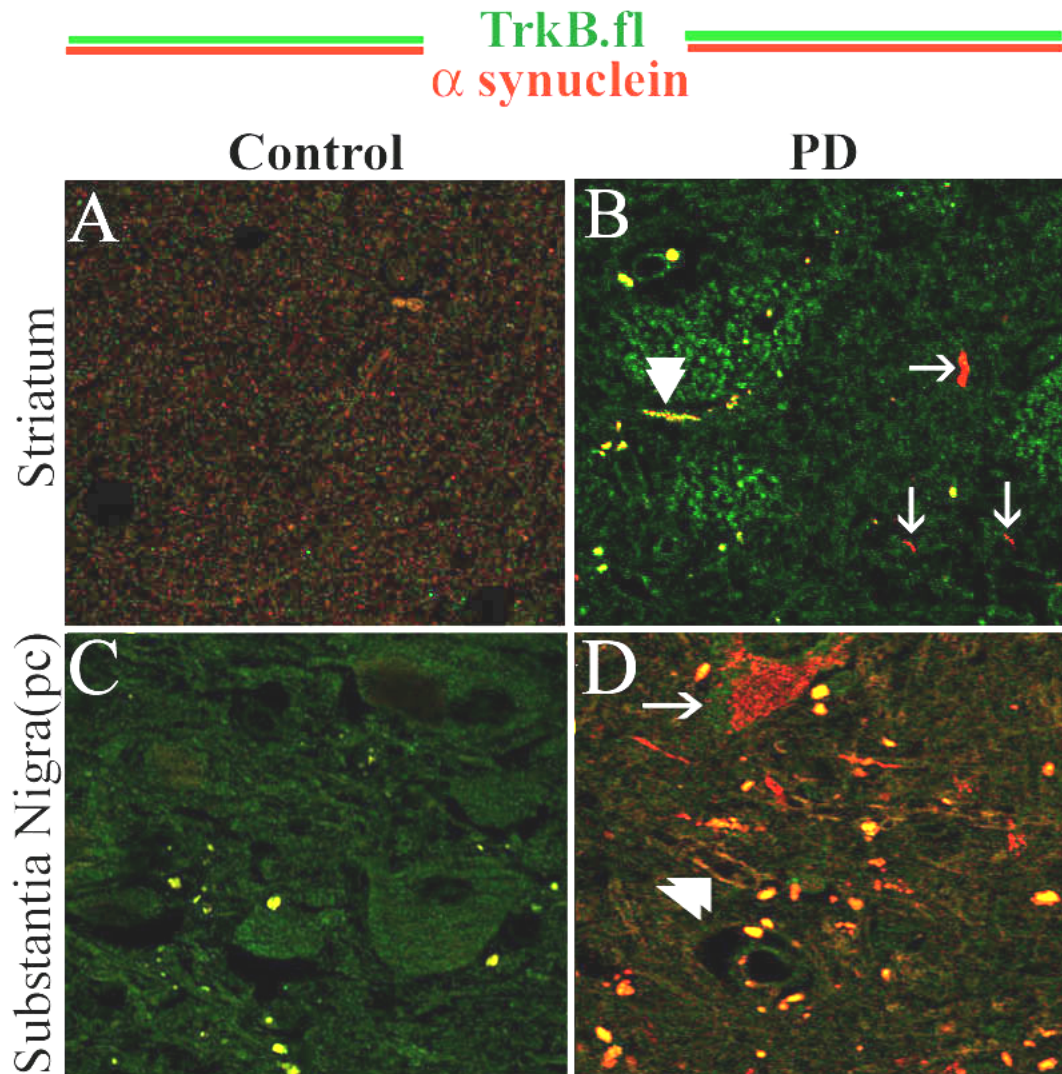 TrkB.fl
α synuclein
Control
PD
A
B
Striatum
C
D
Substantia Nigra(pc)